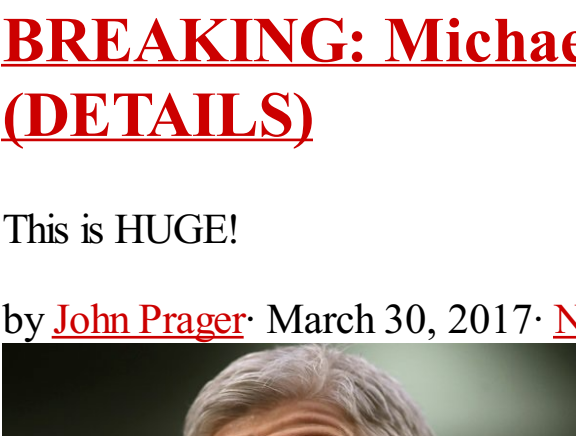 BREAKING: Michae
(DETAILS)
This is HUGE!
by John Prager· March 30, 2017· N